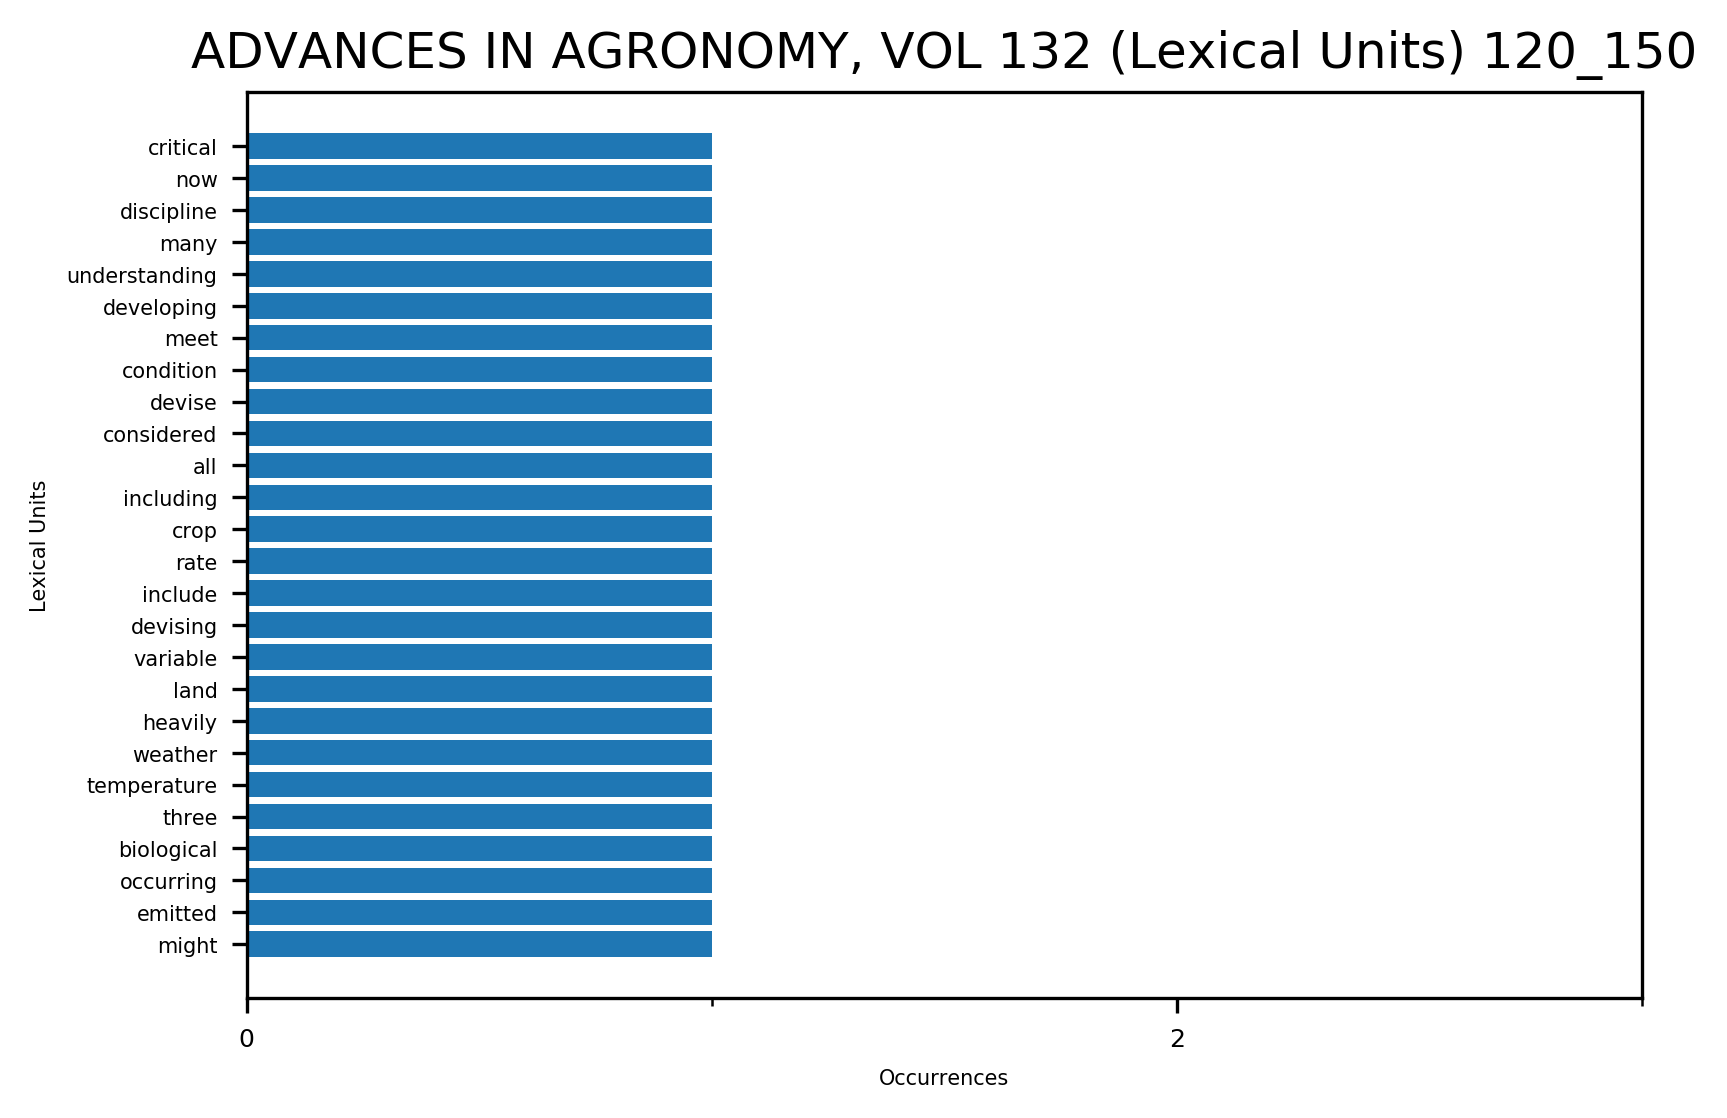 ADVANCES IN AGRONOMY, VOL 132 (Lexical Units) 120_150
critical
now
discipline
many
understanding
developing
meet
condition
devise
considered
all
including
crop
rate
include
devising
variable
land
heavily
weather
temperature
three
biological
occurring
emitted
might
Lexical Units
0 2
Occurrences